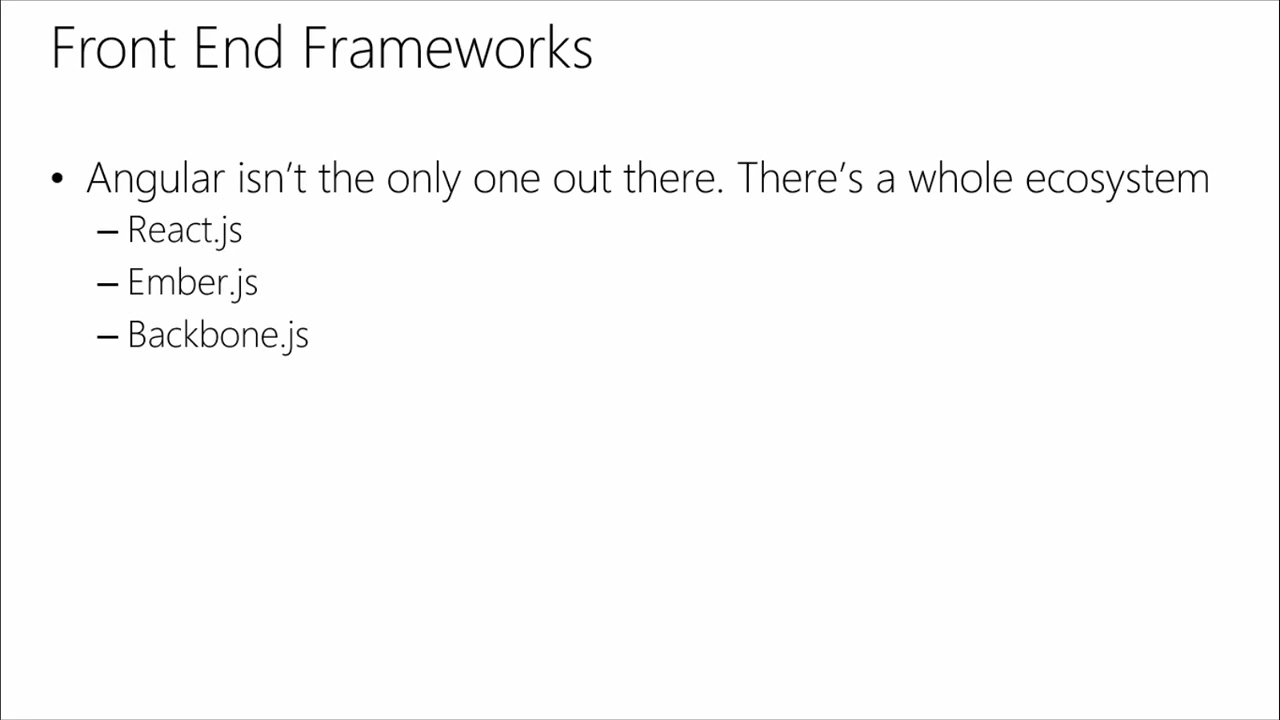 Front End Frameworks
• Angular isn’t the only one out there. There’s a whole ecosystem
– React.js
– Ember.js
– Backbone.js